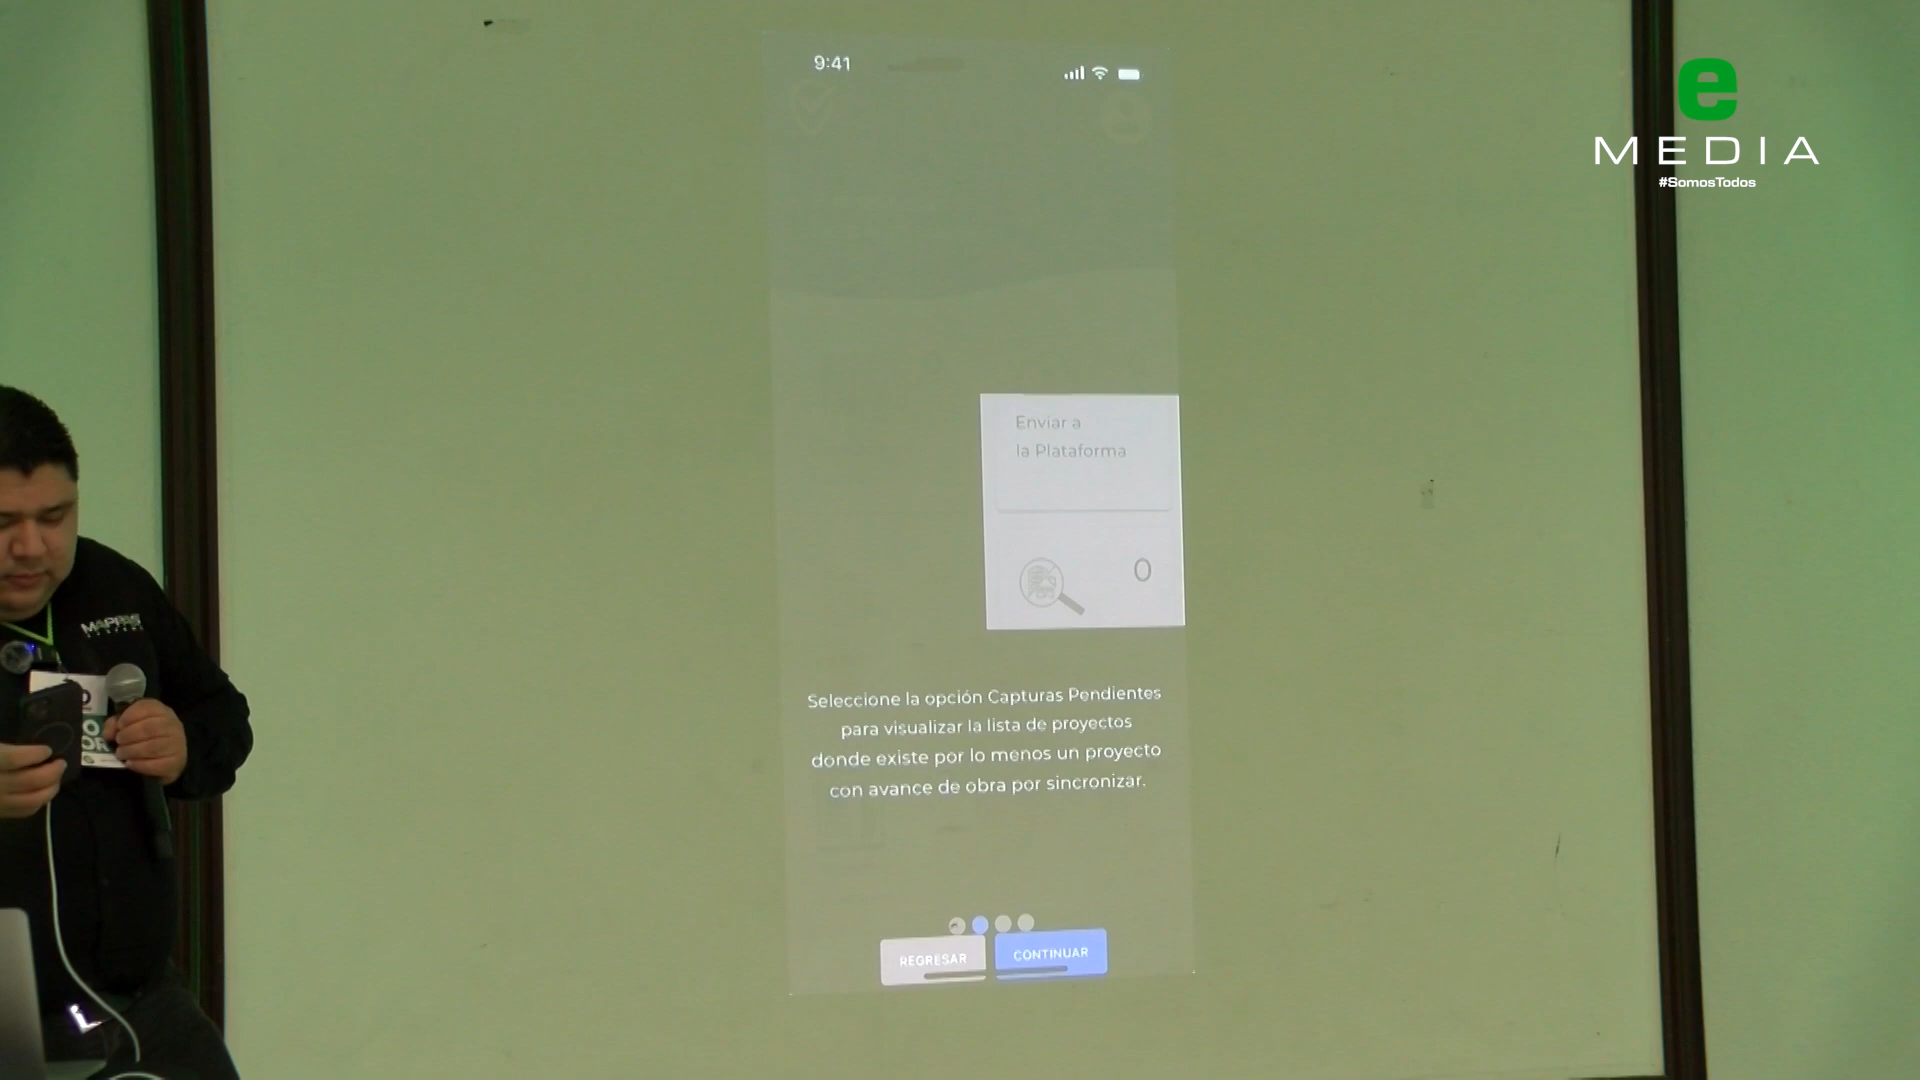 9:41
e
MEDIA
#SomosTodos
Enviar a
la Plataforma
0
Seleccione la opción Capturas Pendientes
para visualizar la lista de proyectos
donde existe por lo menos un proyecto
con avance de obra por sincronizar.
REGRESAR
CONTINUAR